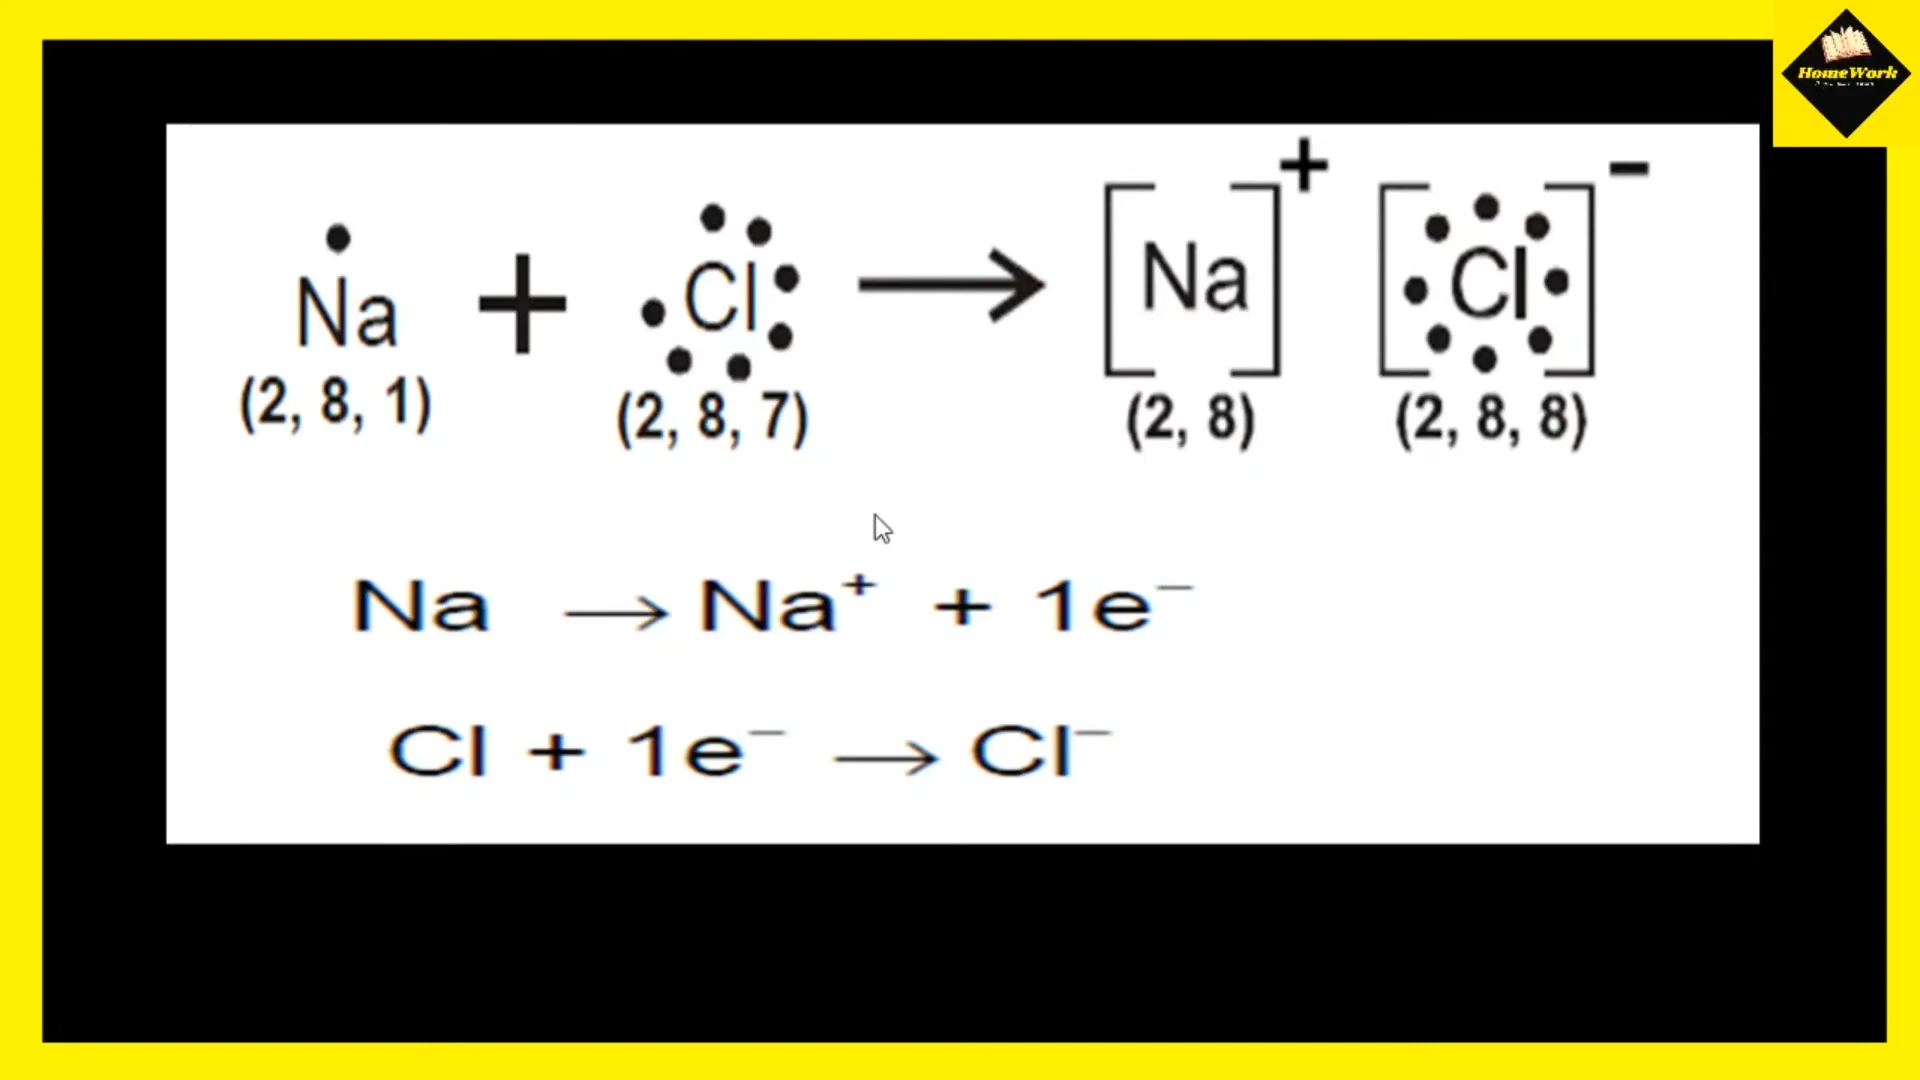 HomeWork
Na + Cl → [Na]+ [Cl]-
(2, 8, 1) (2, 8, 7) (2, 8) (2, 8, 8)
Na → Na⁺ + 1e⁻
Cl + 1e⁻ → Cl⁻